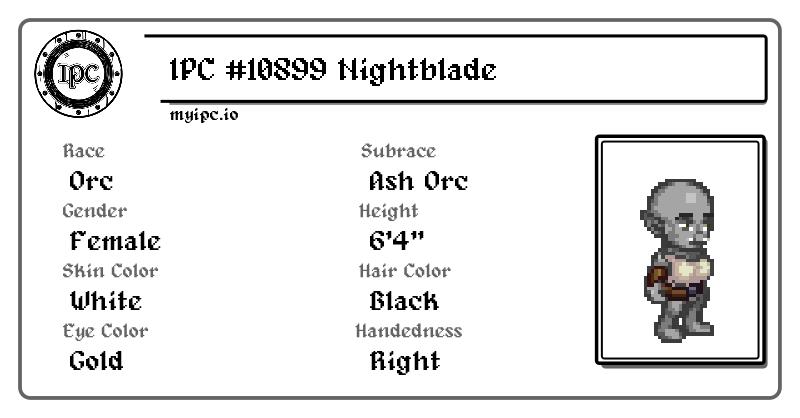 IPC
IPC #10899 Nightblade
myipc.io
Race
Subrace
Orc
Ash Orc
Gender
Height
Female
6'4"
Skin Color
Hair Color
White
Black
Eye Color
Handedness
Gold
Right